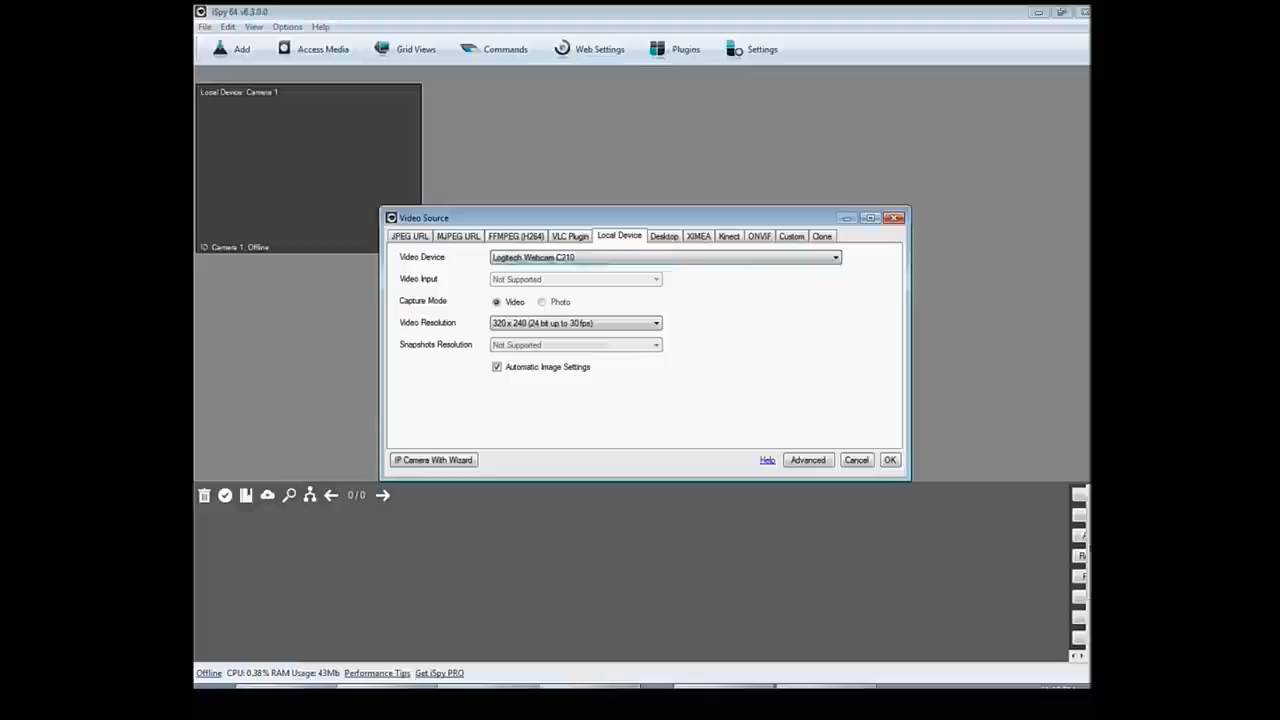 iSpy 64 v6.3.0.0
File Edit View Options Help
Add Access Media Grid Views Commands Web Settings Plugins Settings
Local Device: Camera 1
ID: Camera 1, Offline
Video Source
JPEG URL MJPEG URL FFMPEG (H264) VLC Plugin Local Device Desktop XIMEA Kinect ONVIF Custom Clone
Video Device Logitech Webcam C210
Video Input Not Supported
Capture Mode Video Photo
Video Resolution 320 x 240 (24 bit up to 30 fps)
Snapshots Resolution Not Supported
Automatic Image Settings
IP Camera With Wizard Help Advanced Cancel OK
0 / 0
Offline CPU: 0.38% RAM Usage: 43Mb Performance Tips Get iSpy PRO